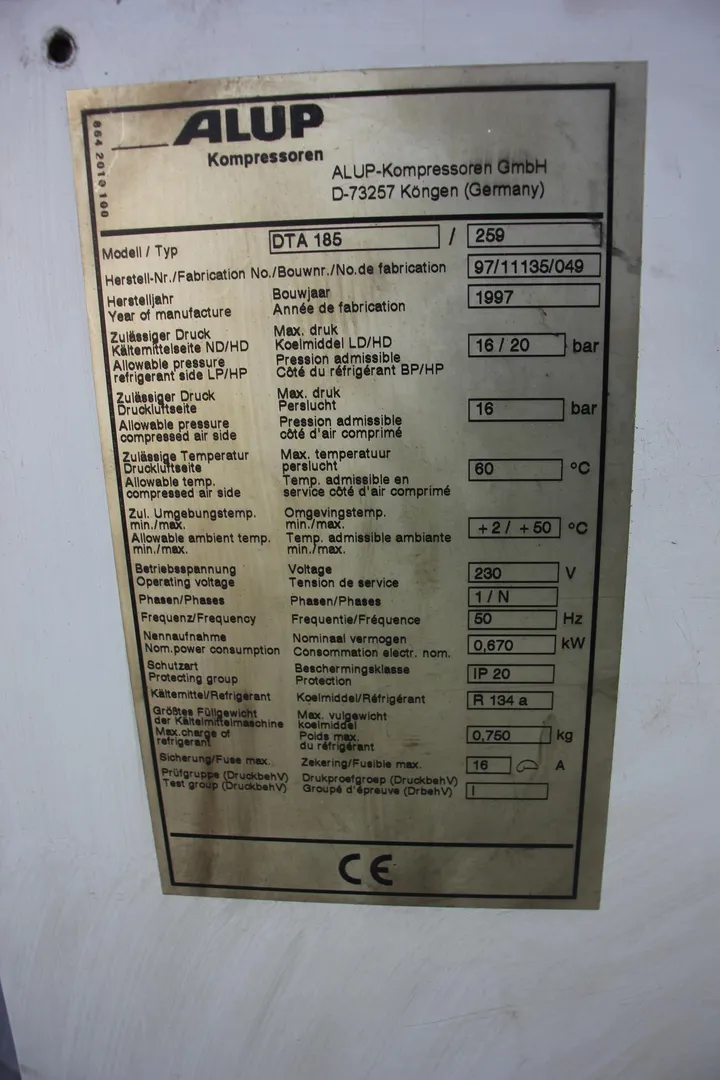 864 2019 100
ALUP
Kompressoren
ALUP-Kompressoren GmbH
D-73257 Köngen (Germany)
Modell / Typ DTA 185 / 259
Herstell-Nr./Fabrication No./Bouwnr./No.de fabrication 97/11135/049
Herstelljahr Bouwjaar 1997
Year of manufacture Année de fabrication
Zulässiger Druck Max. druk
Kältemittelseite ND/HD Koelmiddel LD/HD 16 / 20 bar
Allowable pressure Pression admissible
refrigerant side LP/HP Côté du réfrigérant BP/HP
Zulässiger Druck Max. druk
Druckluftseite Perslucht 16 bar
Allowable pressure Pression admissible
compressed air side côté d'air comprimé
Zulässige Temperatur Max. temperatuur
Druckluftseite perslucht 60 °C
Allowable temp. Temp. admissible en
compressed air side service côté d'air comprimé
Zul. Umgebungstemp. Omgevingstemp.
min./max. min./max. +2 / +50 °C
Allowable ambient temp. Temp. admissible ambiante
min./max. min./max.
Betriebsspannung Voltage 230 V
Operating voltage Tension de service
Phasen/Phases Phasen/Phases 1 / N
Frequenz/Frequency Frequentie/Fréquence 50 Hz
Nennaufnahme Nominaal vermogen 0,670 kW
Nom.power consumption Consommation electr. nom.
Schutzart Beschermingsklasse IP 20
Protecting group Protection
Kältemittel/Refrigerant Koelmiddel/Réfrigérant R 134 a
Größtes Füllgewicht Max. vulgewicht
der Kältelmittelmaschine koelmiddel
Max.charge of Poids max. 0,750 kg
refrigerant du réfrigérant
Sicherung/Fuse max. Zekering/Fusible max. 16 A
Prüfgruppe (DruckbehV) Drukproefgroep (DruckbehV)
Test group (DruckbehV) Groupé d'épreuve (DrbehV) I
CE